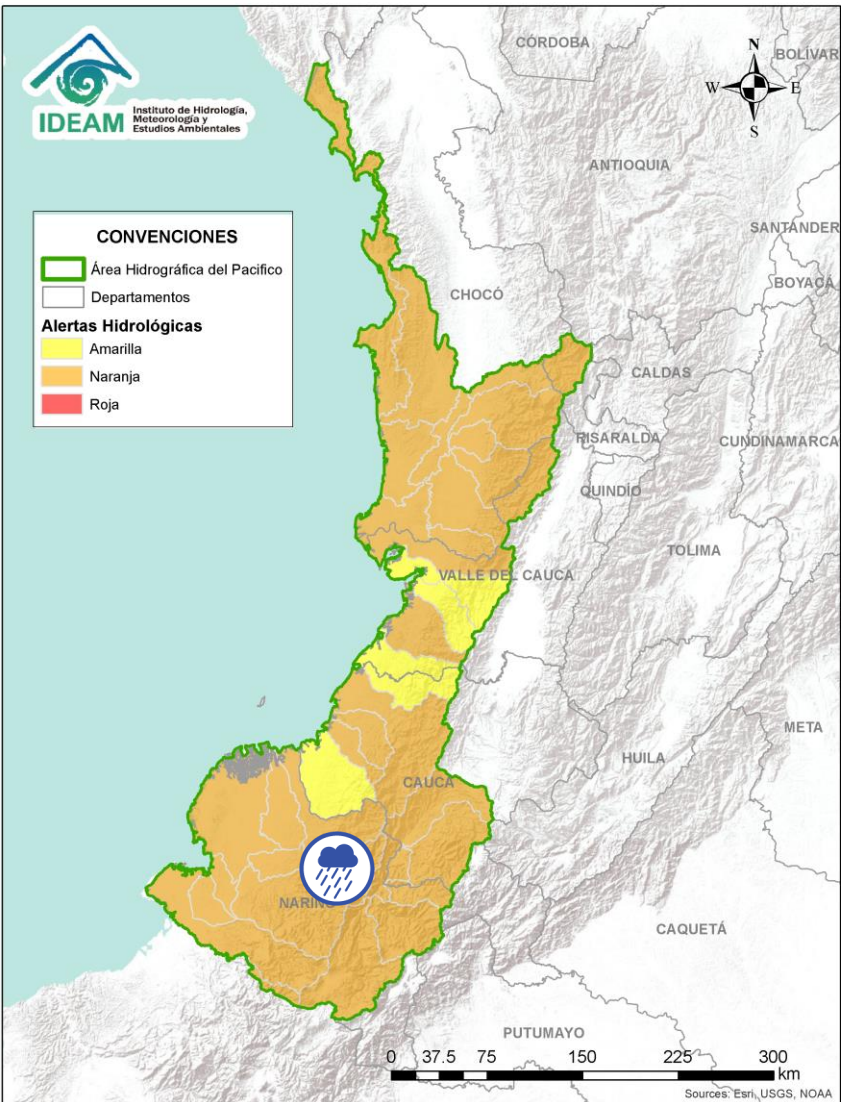 IDEAM
Instituto de Hidrología,
Meteorología y
Estudios Ambientales
CÓRDOBA
BOLIVAR
N
W
E
S
ANTIOQUIA
SANTANDER
BOYACÁ
CONVENCIONES
Área Hidrográfica del Pacifico
Departamentos
Alertas Hidrológicas
Amarilla
Naranja
Roja
CHOCÓ
CALDAS
RISARALDA
CUNDINAMARCA
QUINDÍO
TOLIMA
VALLE DEL CAUCA
META
HUILA
CAUCA
NARIÑO
CAQUETÁ
PUTUMAYO
0 37.5 75 150 225 300
km
Sources: Esri, USGS, NOAA